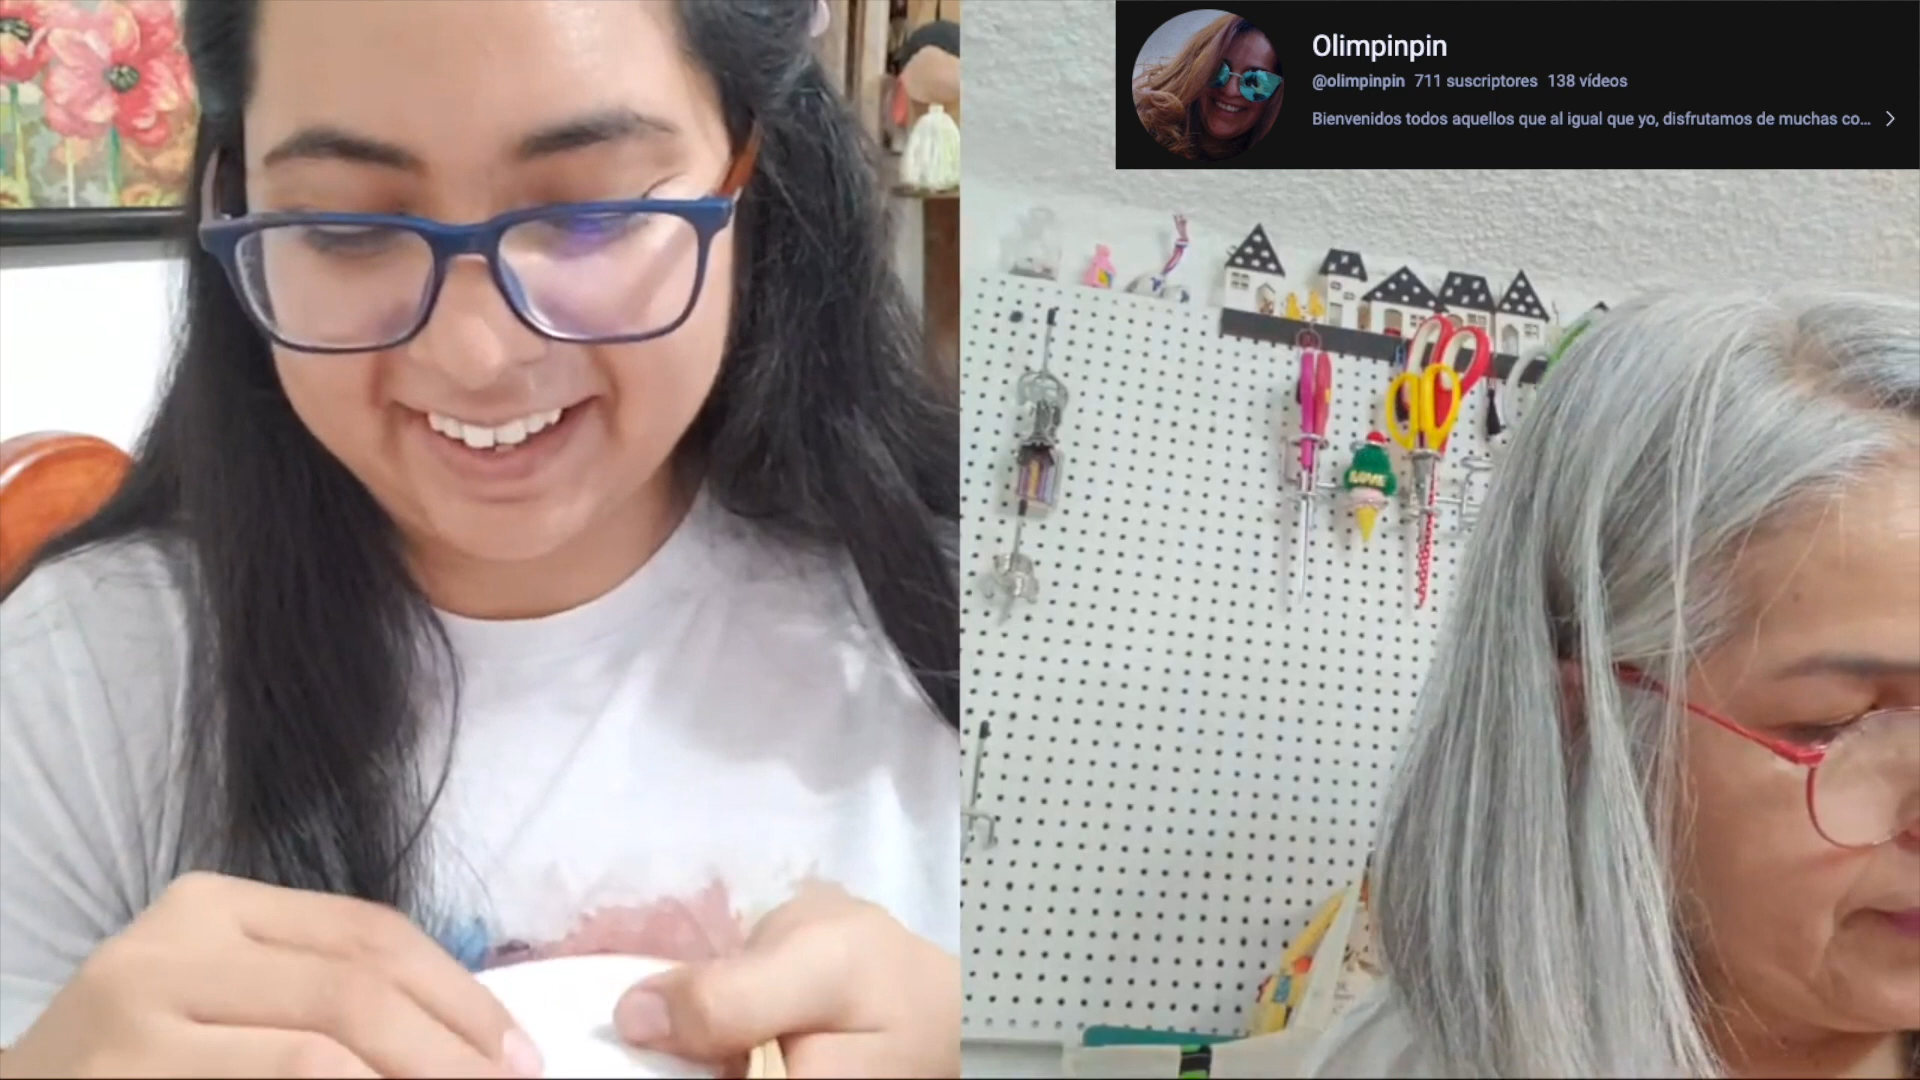 Olimpinpin
@olimpinpin 711 suscriptores 138 vídeos
Bienvenidos todos aquellos que al igual que yo, disfrutamos de muchas co...
LOVE